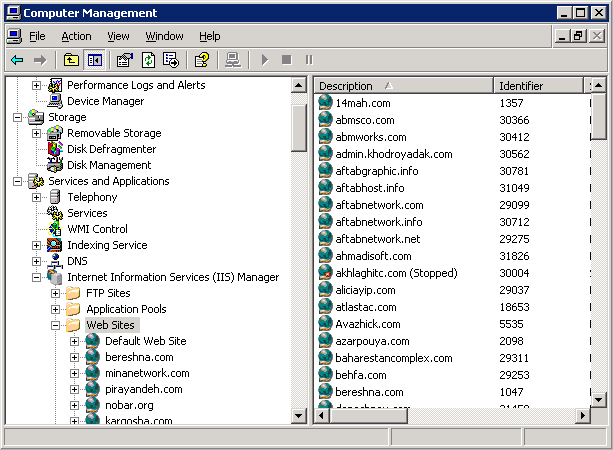 Computer Management
File Action View Window Help
Performance Logs and Alerts
Device Manager
Storage
Removable Storage
Disk Defragmenter
Disk Management
Services and Applications
Telephony
Services
WMI Control
Indexing Service
DNS
Internet Information Services (IIS) Manager
FTP Sites
Application Pools
Web Sites
Default Web Site
bereshna.com
minanetwork.com
pirayandeh.com
nobar.org
kargosha.com
Description Identifier
14mah.com 1357
abmsco.com 30366
abmworks.com 30412
admin.khodroyadak.com 30562
aftabgraphic.info 30781
aftabhost.info 31049
aftabnetwork.com 29099
aftabnetwork.info 30712
aftabnetwork.net 29275
ahmadisoft.com 31826
akhlaghitc.com (Stopped) 30004
aliciayip.com 29037
atlastac.com 18653
Avazhick.com 5535
azarpouya.com 2098
baharestancomplex.com 29311
behfa.com 29253
bereshna.com 1047